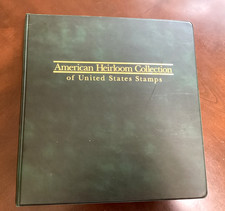 American Heirloom Collection
of United States Stamps